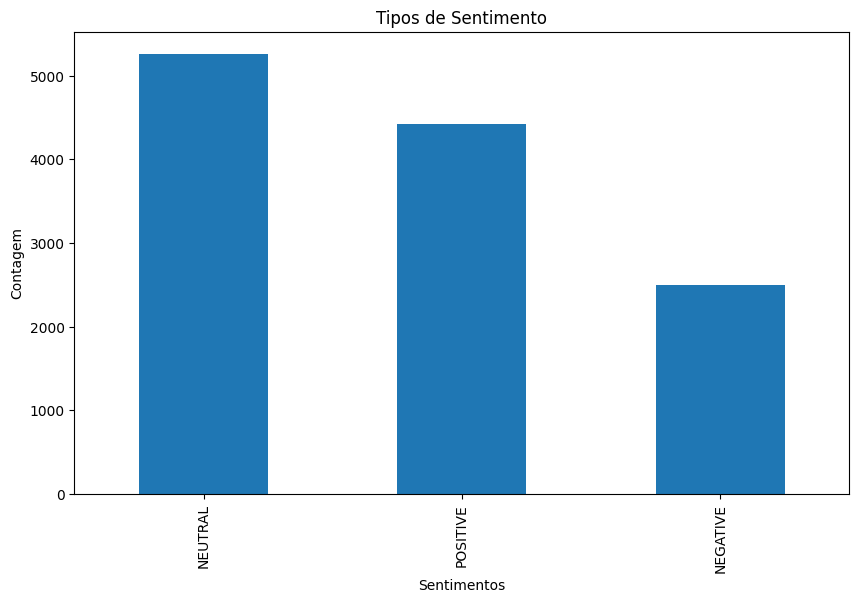 Tipos de Sentimento
Contagem
5000
4000
3000
2000
1000
0
NEUTRAL
POSITIVE
NEGATIVE
Sentimentos